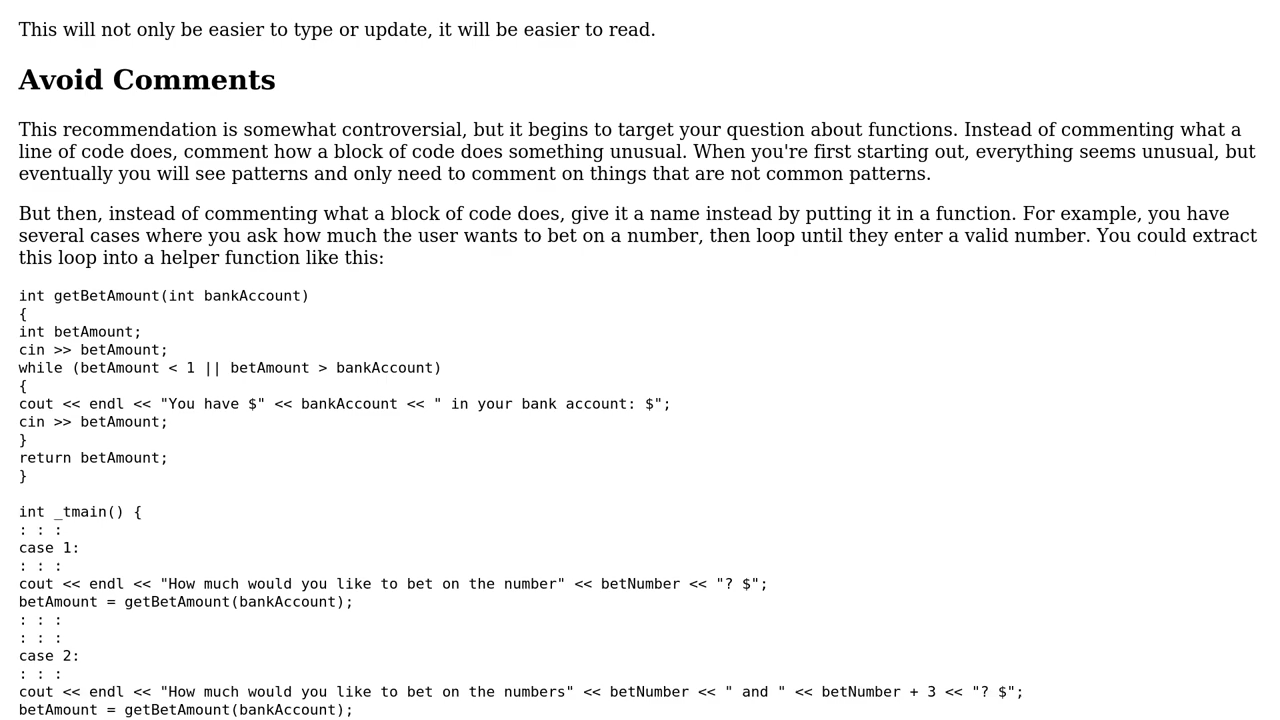 This will not only be easier to type or update, it will be easier to read.
Avoid Comments
This recommendation is somewhat controversial, but it begins to target your question about functions. Instead of commenting what a
line of code does, comment how a block of code does something unusual. When you're first starting out, everything seems unusual, but
eventually you will see patterns and only need to comment on things that are not common patterns.
But then, instead of commenting what a block of code does, give it a name instead by putting it in a function. For example, you have
several cases where you ask how much the user wants to bet on a number, then loop until they enter a valid number. You could extract
this loop into a helper function like this:
int getBetAmount(int bankAccount)
{
int betAmount;
cin >> betAmount;
while (betAmount < 1 || betAmount > bankAccount)
{
cout << endl << "You have $" << bankAccount << " in your bank account: $";
cin >> betAmount;
}
return betAmount;
}
int _tmain() {
: : :
case 1:
: : :
cout << endl << "How much would you like to bet on the number" << betNumber << "? $";
betAmount = getBetAmount(bankAccount);
: : :
: : :
case 2:
: : :
cout << endl << "How much would you like to bet on the numbers" << betNumber << " and " << betNumber + 3 << "? $";
betAmount = getBetAmount(bankAccount);